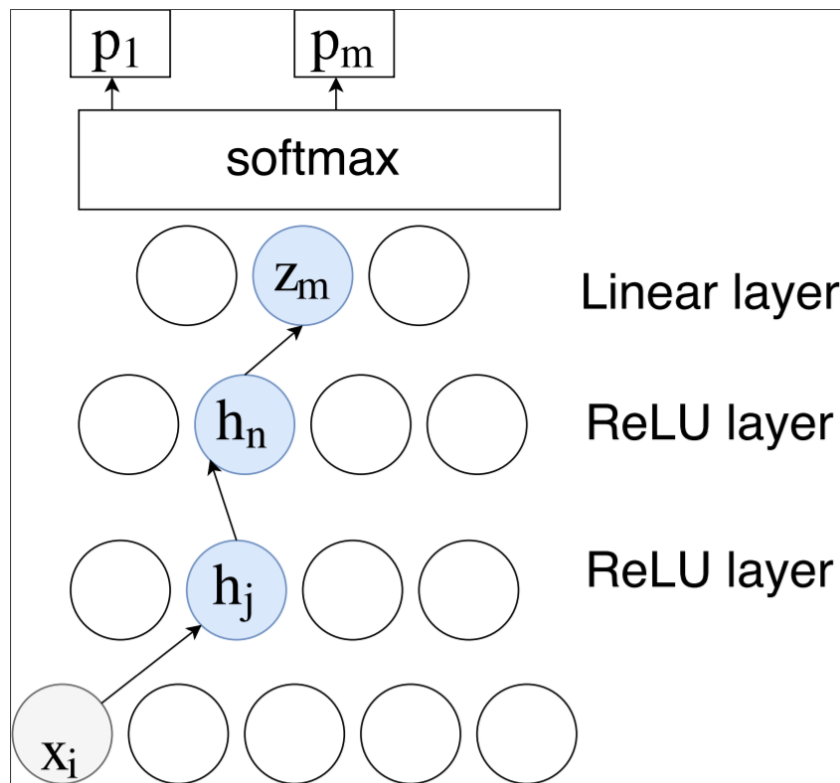 p₁ pₘ
softmax
zₘ Linear layer
hₙ ReLU layer
hⱼ ReLU layer
xᵢ